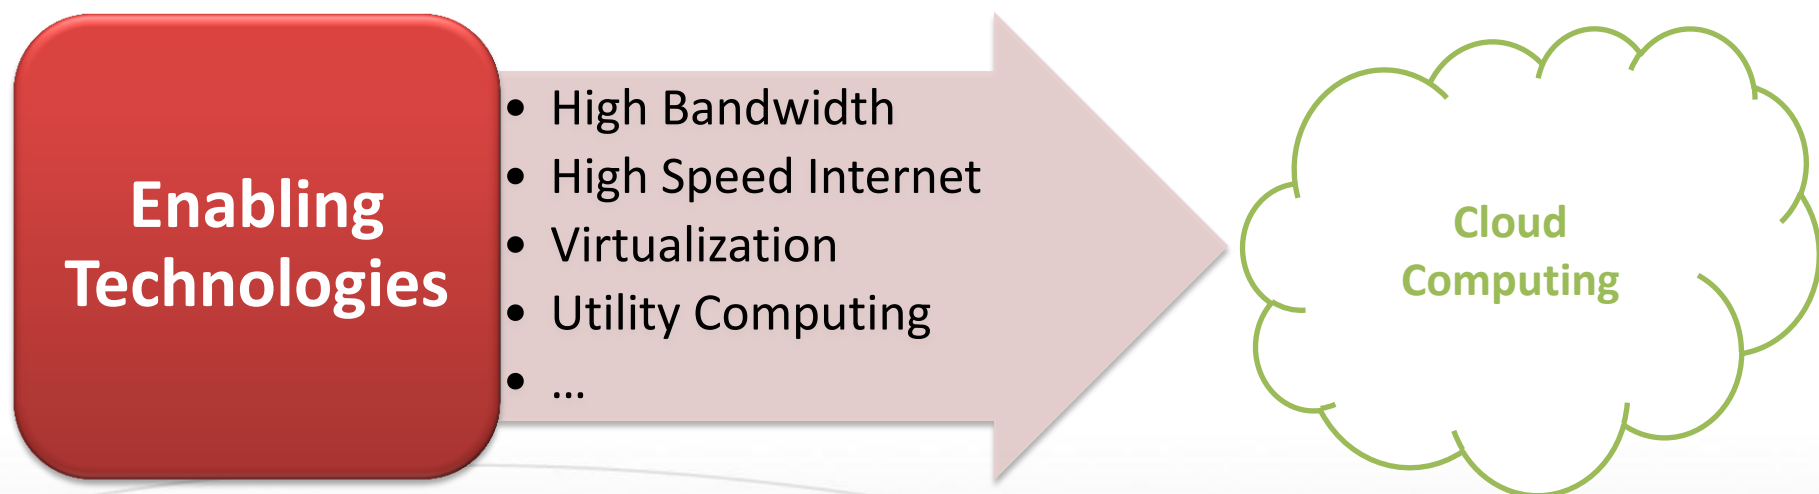 Enabling
Technologies
• High Bandwidth
• High Speed Internet
• Virtualization
• Utility Computing
• ...
Cloud
Computing